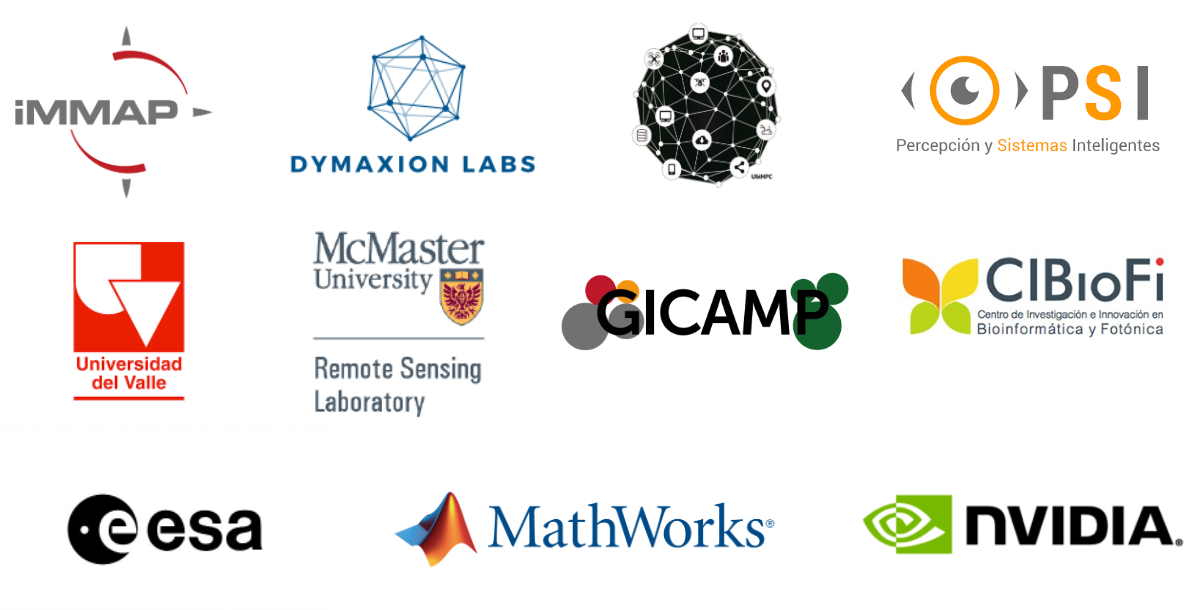 iMMAP
DYMAXION LABS
UbiHPC
PSI
Percepción y Sistemas Inteligentes
Universidad
del Valle
McMaster
University
Remote Sensing
Laboratory
GICAMP
CIBioFi
Centro de Investigación e Innovación en
Bioinformática y Fotónica
esa
MathWorks®
NVIDIA®